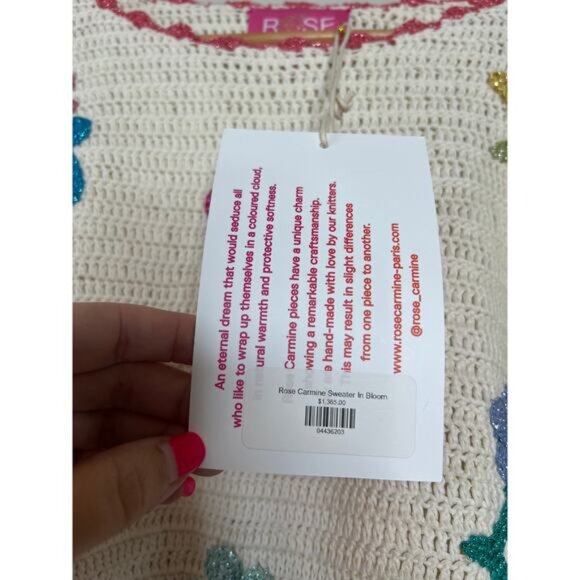 ROSE
An eternal dream that would seduce all
who like to wrap up themselves in a coloured cloud,
in natural warmth and protective softness.
Carmine pieces have a unique charm
showing a remarkable craftsmanship.
hand-made with love by our knitters.
This may result in slight differences
from one piece to another.
www.rosecarmine-paris.com
@rose_carmine
Rose Carmine Sweater In Bloom
$1,365.00
04436203